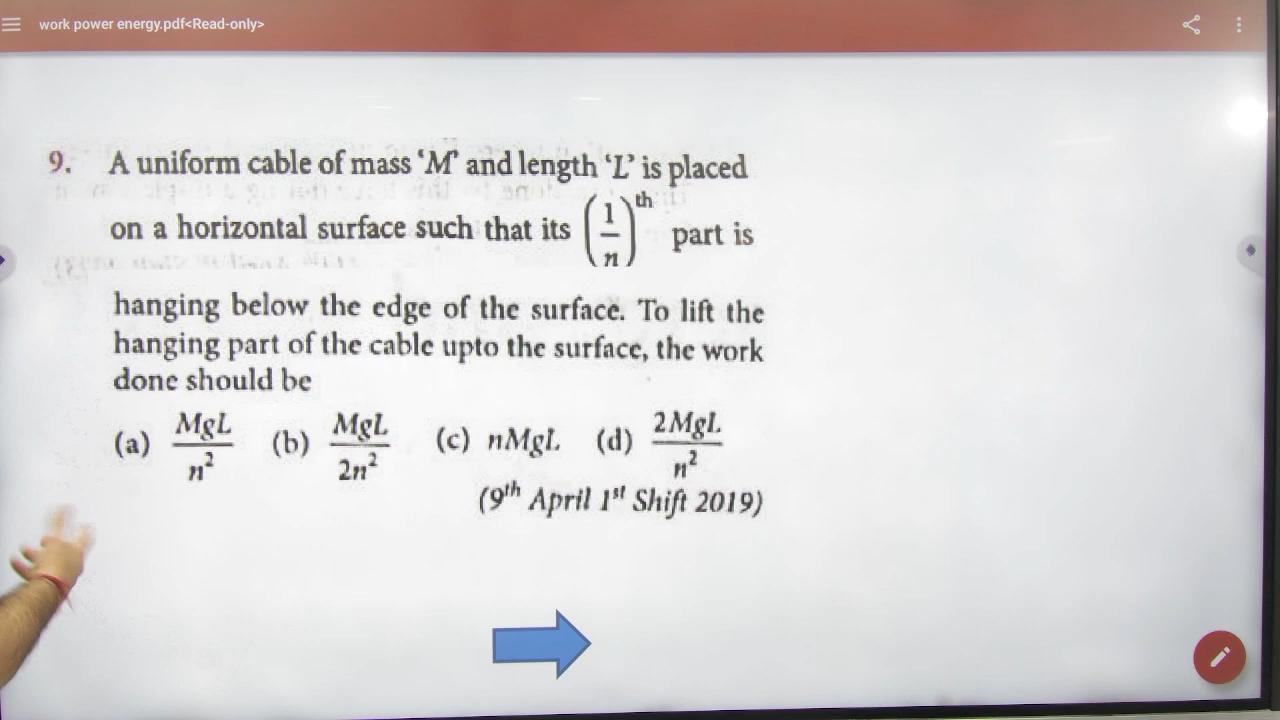 work power energy.pdf<Read-only>
9. A uniform cable of mass ‘M’ and length ‘L’ is placed
on a horizontal surface such that its (1/n)th part is
hanging below the edge of the surface. To lift the
hanging part of the cable upto the surface, the work
done should be
(a) MgL/n² (b) MgL/2n² (c) nMgL (d) 2MgL/n²
(9th April 1st Shift 2019)